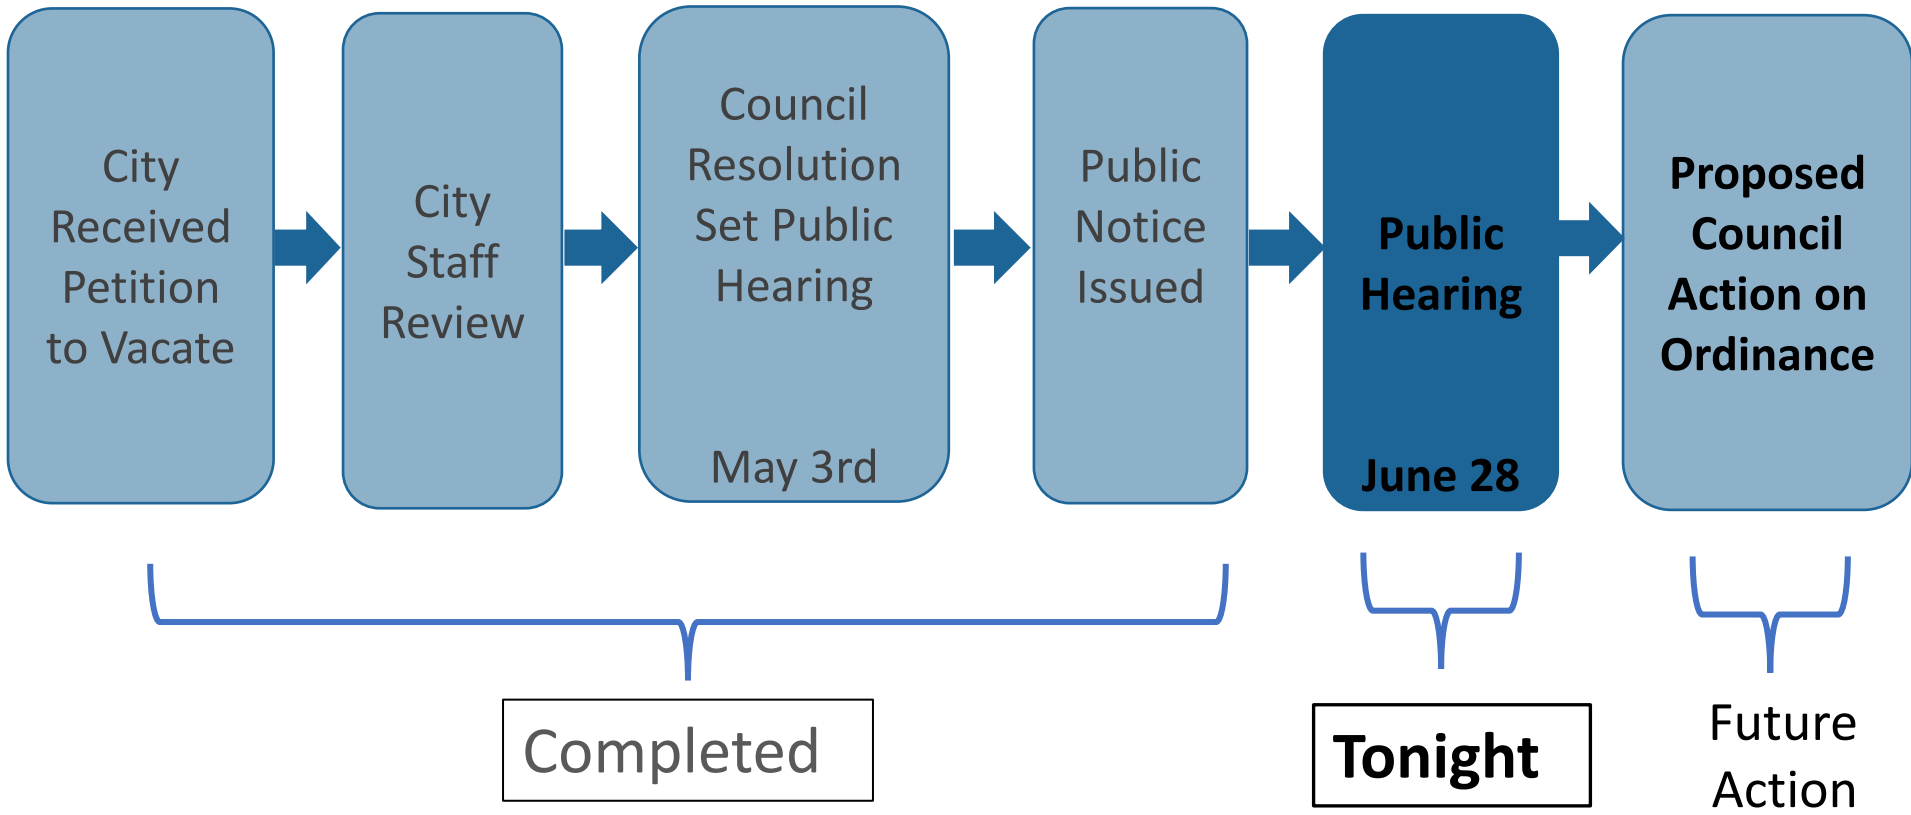 City
Received
Petition
to Vacate
City
Staff
Review
Council
Resolution
Set Public
Hearing
May 3rd
Public
Notice
Issued
Public
Hearing
June 28
Proposed
Council
Action on
Ordinance
Completed
Tonight
Future
Action